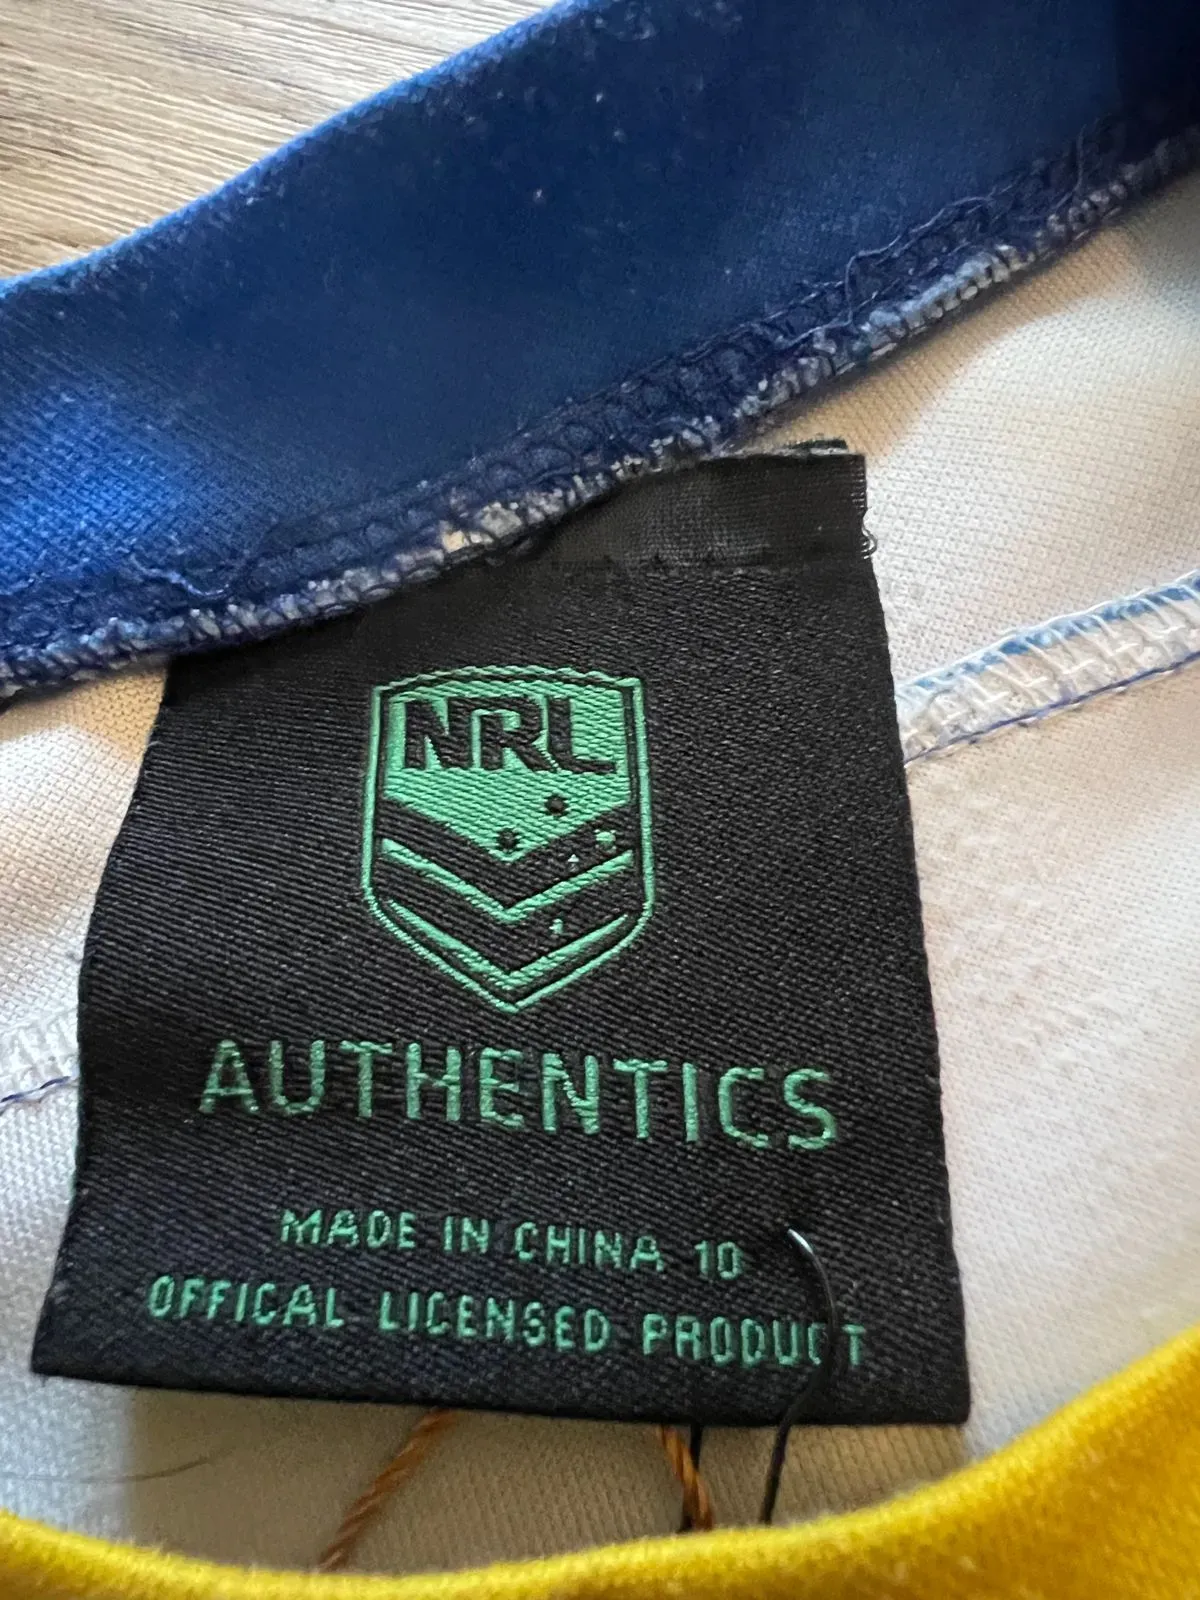 NRL
AUTHENTICS
MADE IN CHINA 10
OFFICAL LICENSED PRODUCT